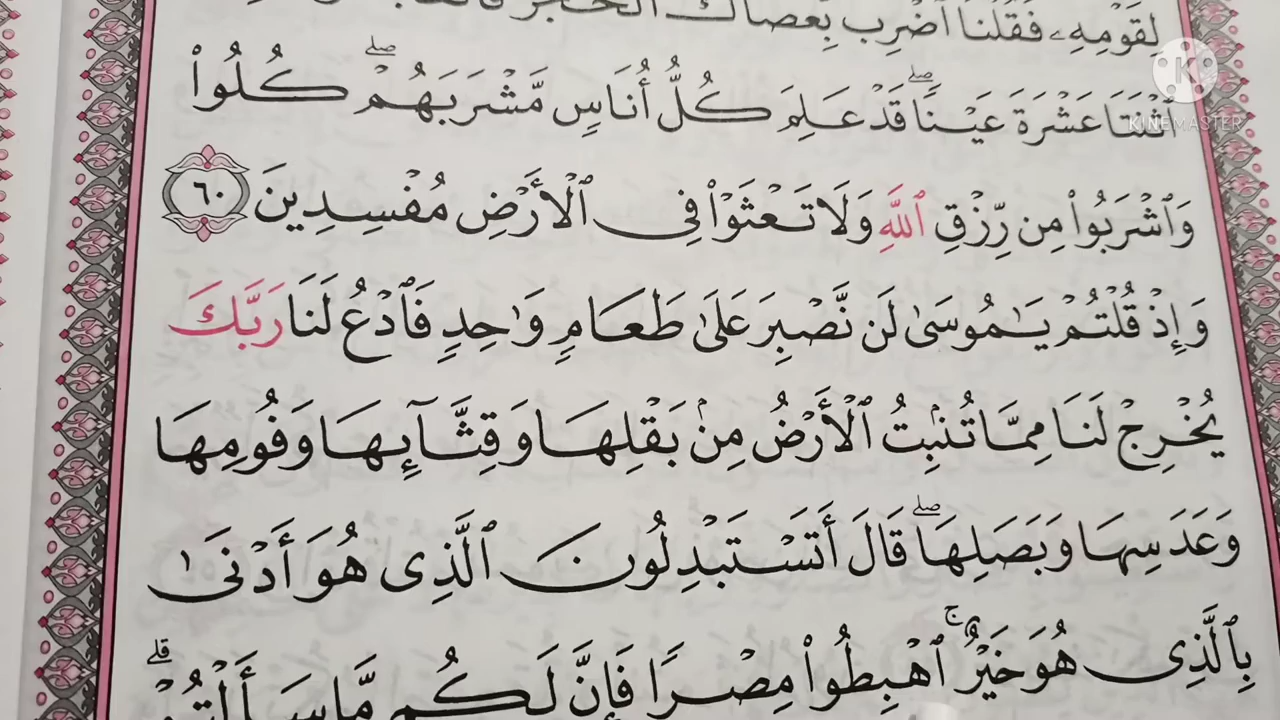 لِقَوْمِهِۦ فَقُلْنَا ٱضْرِب بِّعَصَاكَ ٱلْحَجَرَ
ٱثْنَتَا عَشْرَةَ عَيْنًاۖ قَدْ عَلِمَ كُلُّ أُنَاسٍ مَّشْرَبَهُمْۖ كُلُوا۟
KINEMASTER
وَٱشْرَبُوا۟ مِن رِّزْقِ ٱللَّهِ وَلَا تَعْثَوْا۟ فِى ٱلْأَرْضِ مُفْسِدِينَ ٦٠
وَإِذْ قُلْتُمْ يَـٰمُوسَىٰ لَن نَّصْبِرَ عَلَىٰ طَعَامٍ وَٰحِدٍ فَٱدْعُ لَنَا رَبَّكَ
يُخْرِجْ لَنَا مِمَّا تُنۢبِتُ ٱلْأَرْضُ مِنۢ بَقْلِهَا وَقِثَّآئِهَا وَفُومِهَا
وَعَدَسِهَا وَبَصَلِهَاۖ قَالَ أَتَسْتَبْدِلُونَ ٱلَّذِى هُوَ أَدْنَىٰ
بِٱلَّذِى هُوَ خَيْرٌۚ ٱهْبِطُوا۟ مِصْرًا فَإِنَّ لَكُم مَّا سَأَلْتُمْۗ